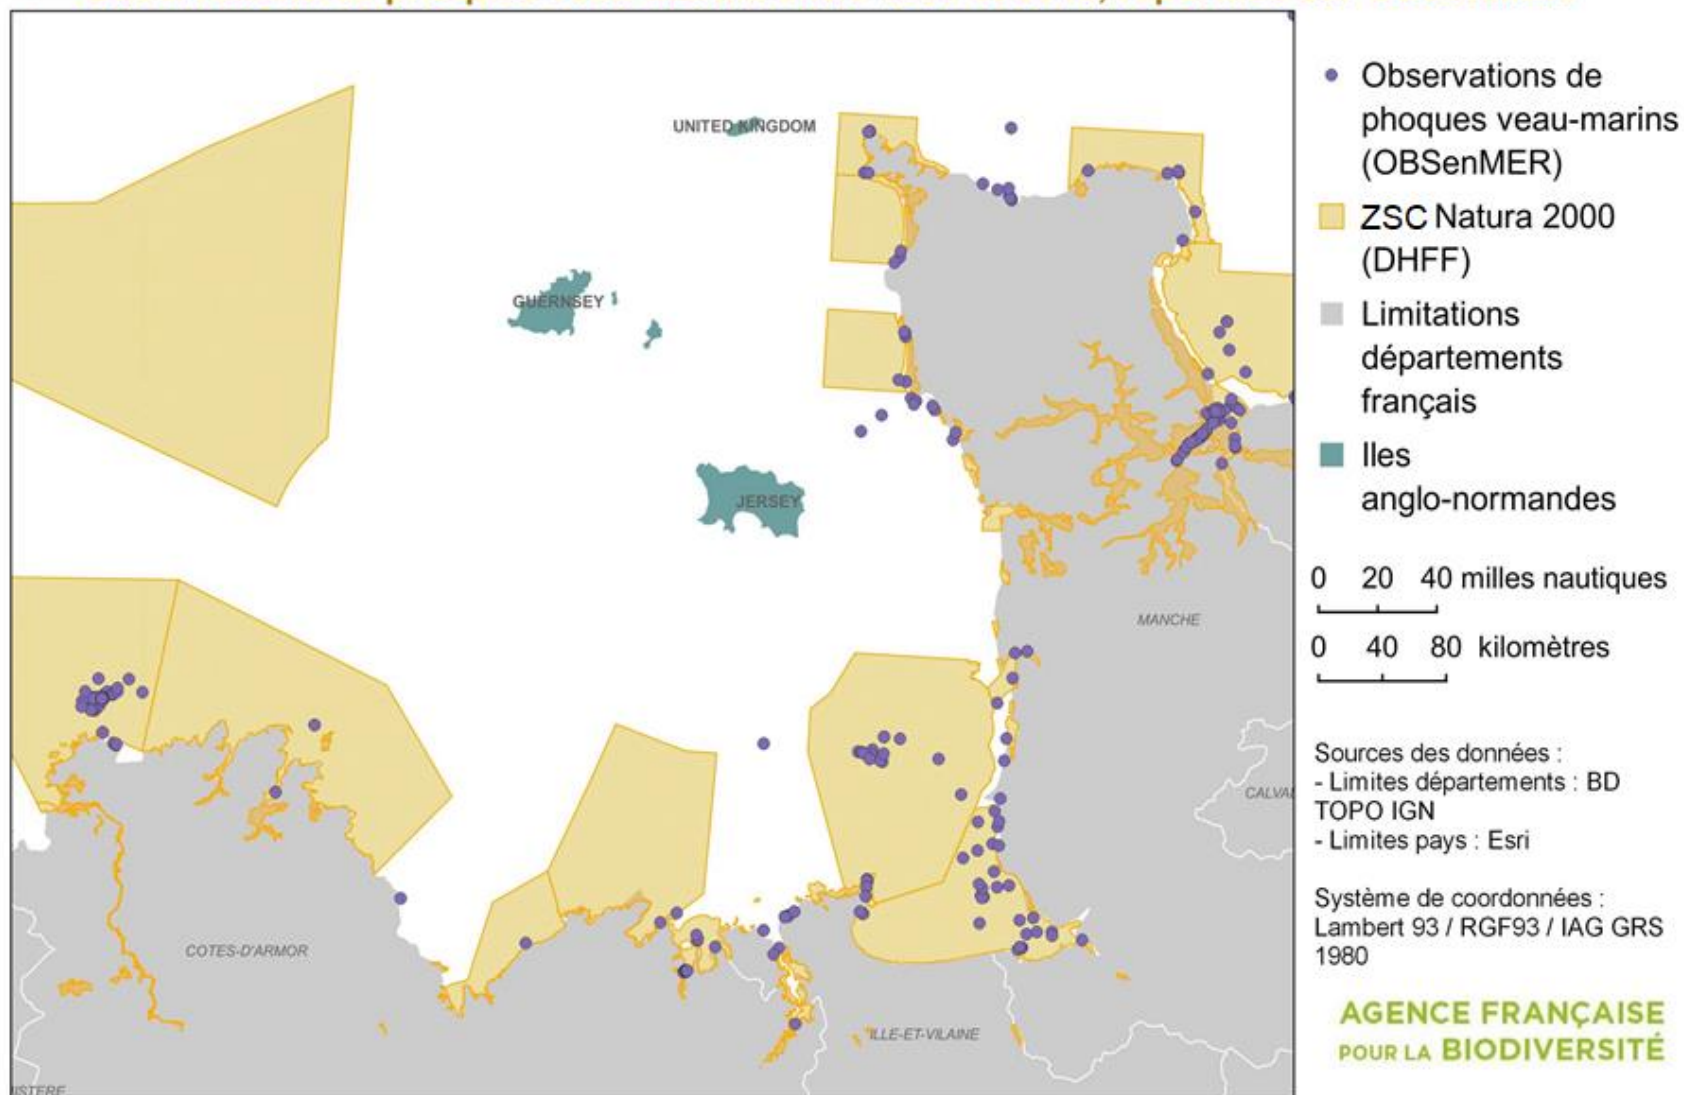 UNITED KINGDOM
GUERNSEY
JERSEY
MANCHE
COTES-D'ARMOR
ILLE-ET-VILAINE
Observations de
phoques veau-marins
(OBSenMER)
ZSC Natura 2000
(DHFF)
Limitations
départements
français
Iles
anglo-normandes
0 20 40 milles nautiques
0 40 80 kilomètres
Sources des données :
- Limites départements : BD
TOPO IGN
- Limites pays : Esri
Système de coordonnées :
Lambert 93 / RGF93 / IAG GRS
1980
AGENCE FRANÇAISE
POUR LA BIODIVERSITÉ